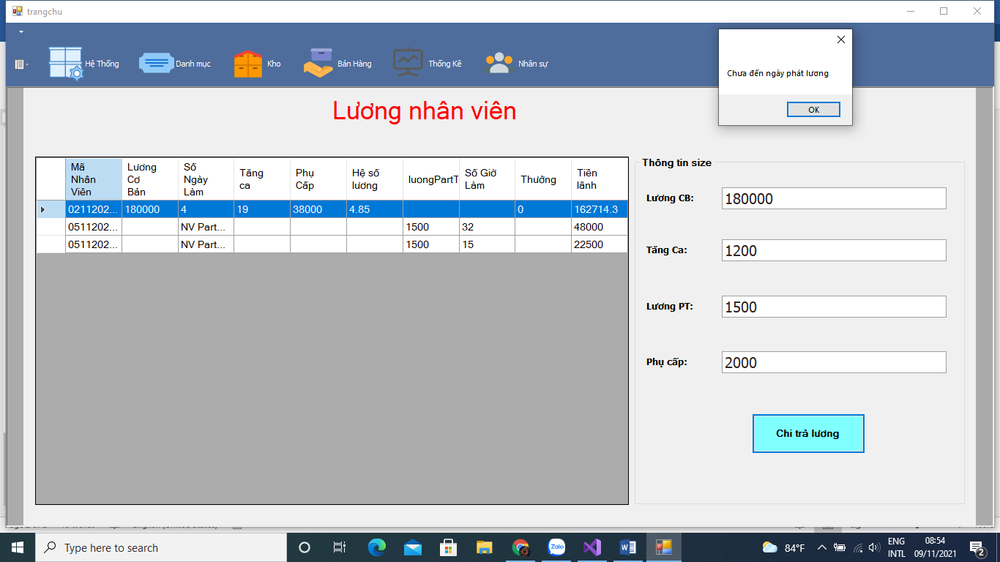 trangchu
Hệ Thống
Danh mục
Kho
Bán Hàng
Thống Kê
Nhân sự
Chưa đến ngày phát lương
OK
Lương nhân viên
Mã Nhân Viên
Lương Cơ Bản
Số Ngày Làm
Tăng ca
Phụ Cấp
Hệ số lương
luongPartT
Số Giờ Làm
Thưởng
Tiền lãnh
0211202... 180000 4 19 38000 4.85 0 162714.3
0511202... NV Part... 1500 32 48000
0511202... NV Part... 1500 15 22500
Thông tin size
Lương CB: 180000
Tăng Ca: 1200
Lương PT: 1500
Phụ cấp: 2000
Chi trả lương
Type here to search
Zalo
84°F
ENG
INTL
08:54
09/11/2021
2